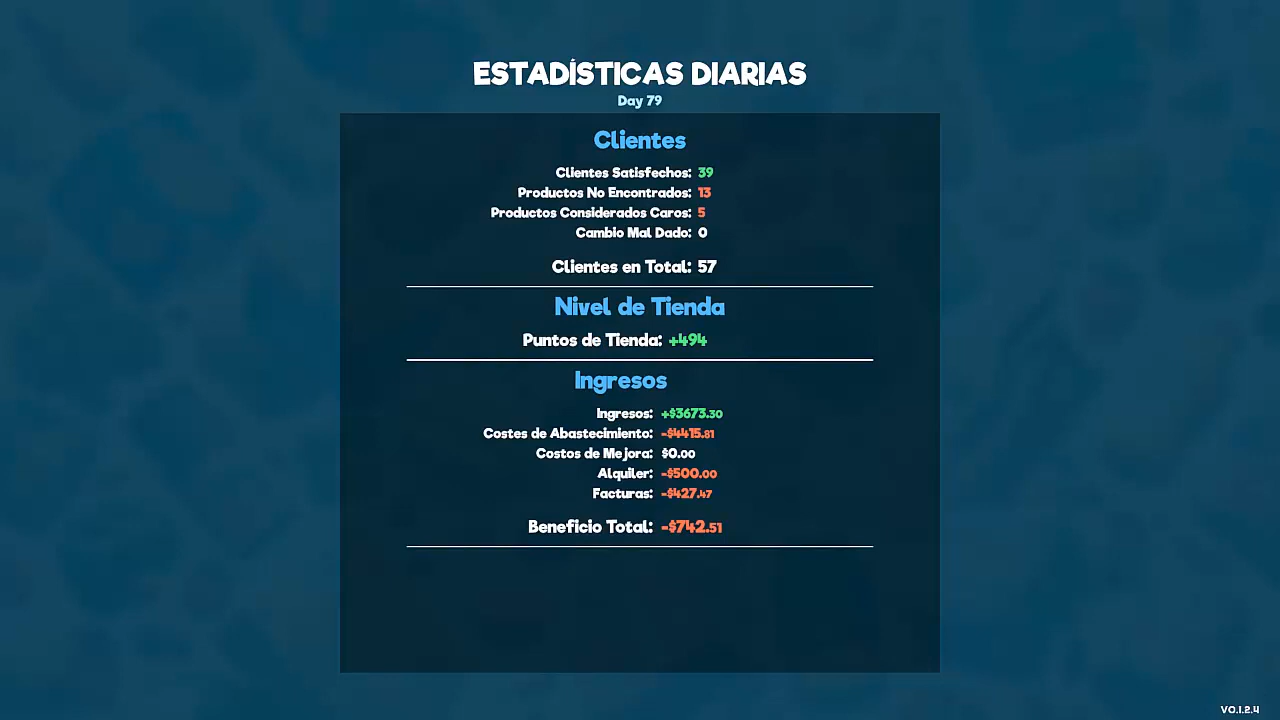 ESTADÍSTICAS DIARIAS
Day 79
Clientes
Clientes Satisfechos: 39
Productos No Encontrados: 13
Productos Considerados Caros: 5
Cambio Mal Dado: 0
Clientes en Total: 57
Nivel de Tienda
Puntos de Tienda: +494
Ingresos
Ingresos: +$3673.30
Costes de Abastecimiento: -$4415.81
Costos de Mejora: $0.00
Alquiler: -$500.00
Facturas: -$427.47
Beneficio Total: -$742.51
V0.1.2.4